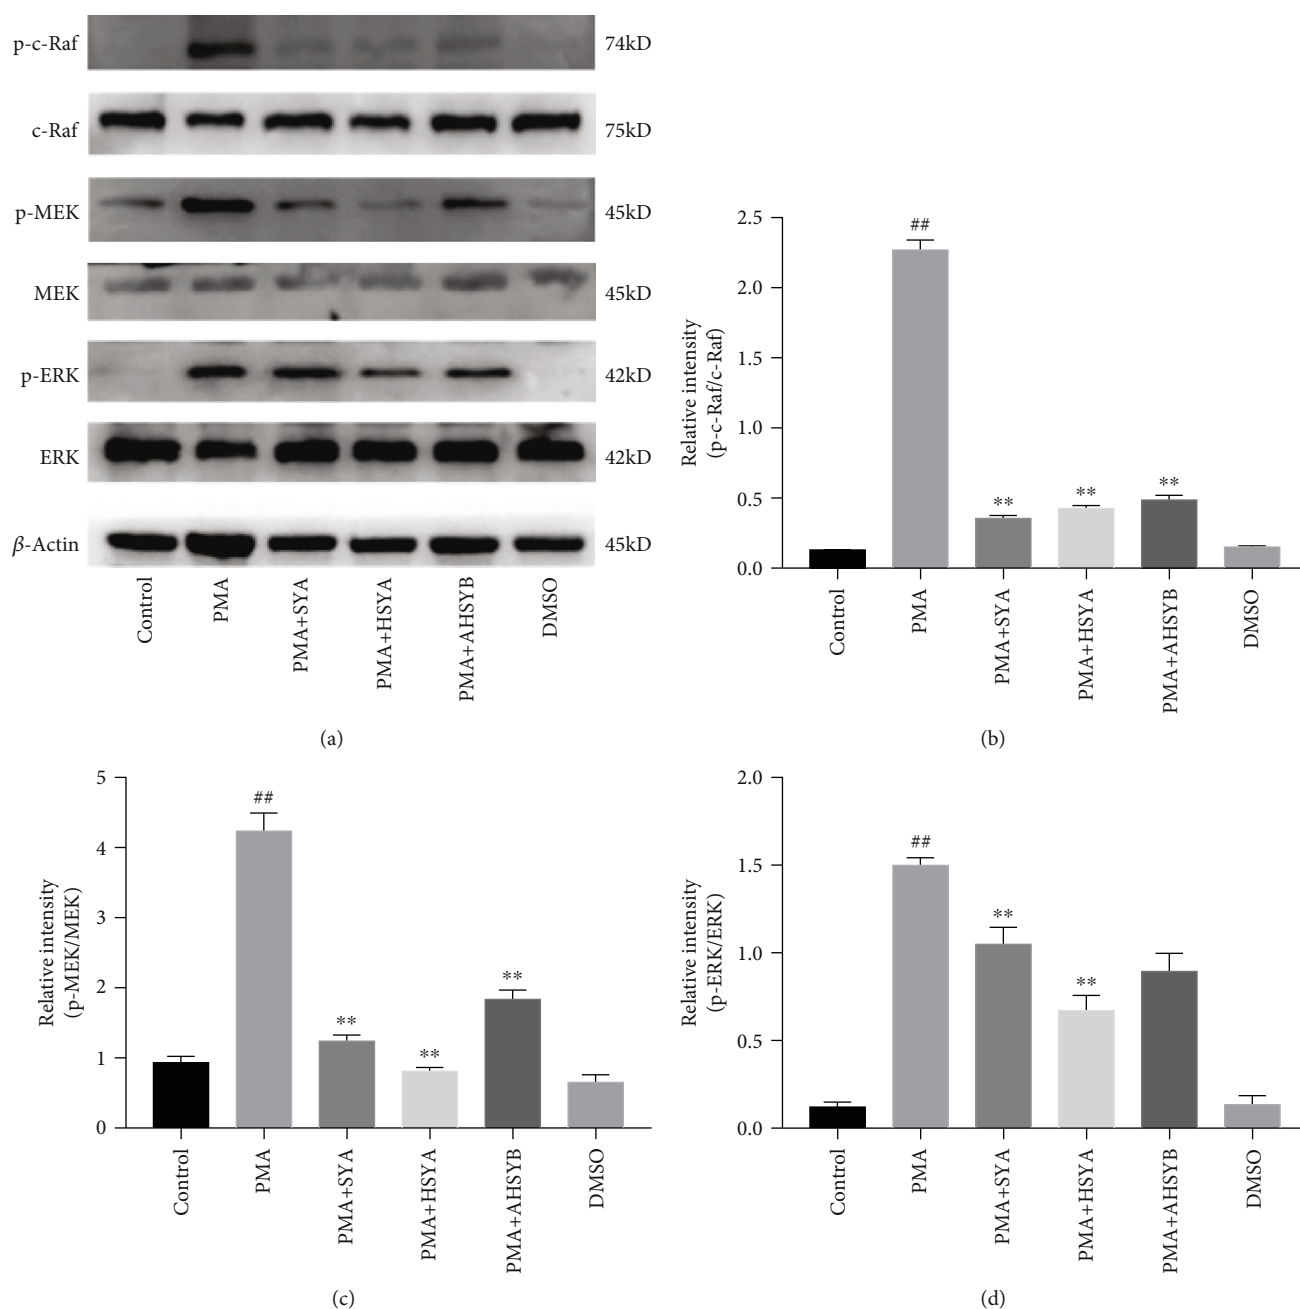 p-c-Raf 74kD
c-Raf 75kD
p-MEK 45kD
MEK 45kD
p-ERK 42kD
ERK 42kD
β-Actin 45kD
Control
PMA
PMA+SYA
PMA+HSYA
PMA+AHSYB
DMSO
(a)
Relative intensity
(p-c-Raf/c-Raf)
2.5
2.0
1.5
1.0
0.5
0.0
##
**
**
**
Control
PMA
PMA+SYA
PMA+HSYA
PMA+AHSYB
DMSO
(b)
Relative intensity
(p-MEK/MEK)
5
4
3
2
1
0
##
**
**
**
Control
PMA
PMA+SYA
PMA+HSYA
PMA+AHSYB
DMSO
(c)
Relative intensity
(p-ERK/ERK)
2.0
1.5
1.0
0.5
0.0
##
**
**
Control
PMA
PMA+SYA
PMA+HSYA
PMA+AHSYB
DMSO
(d)